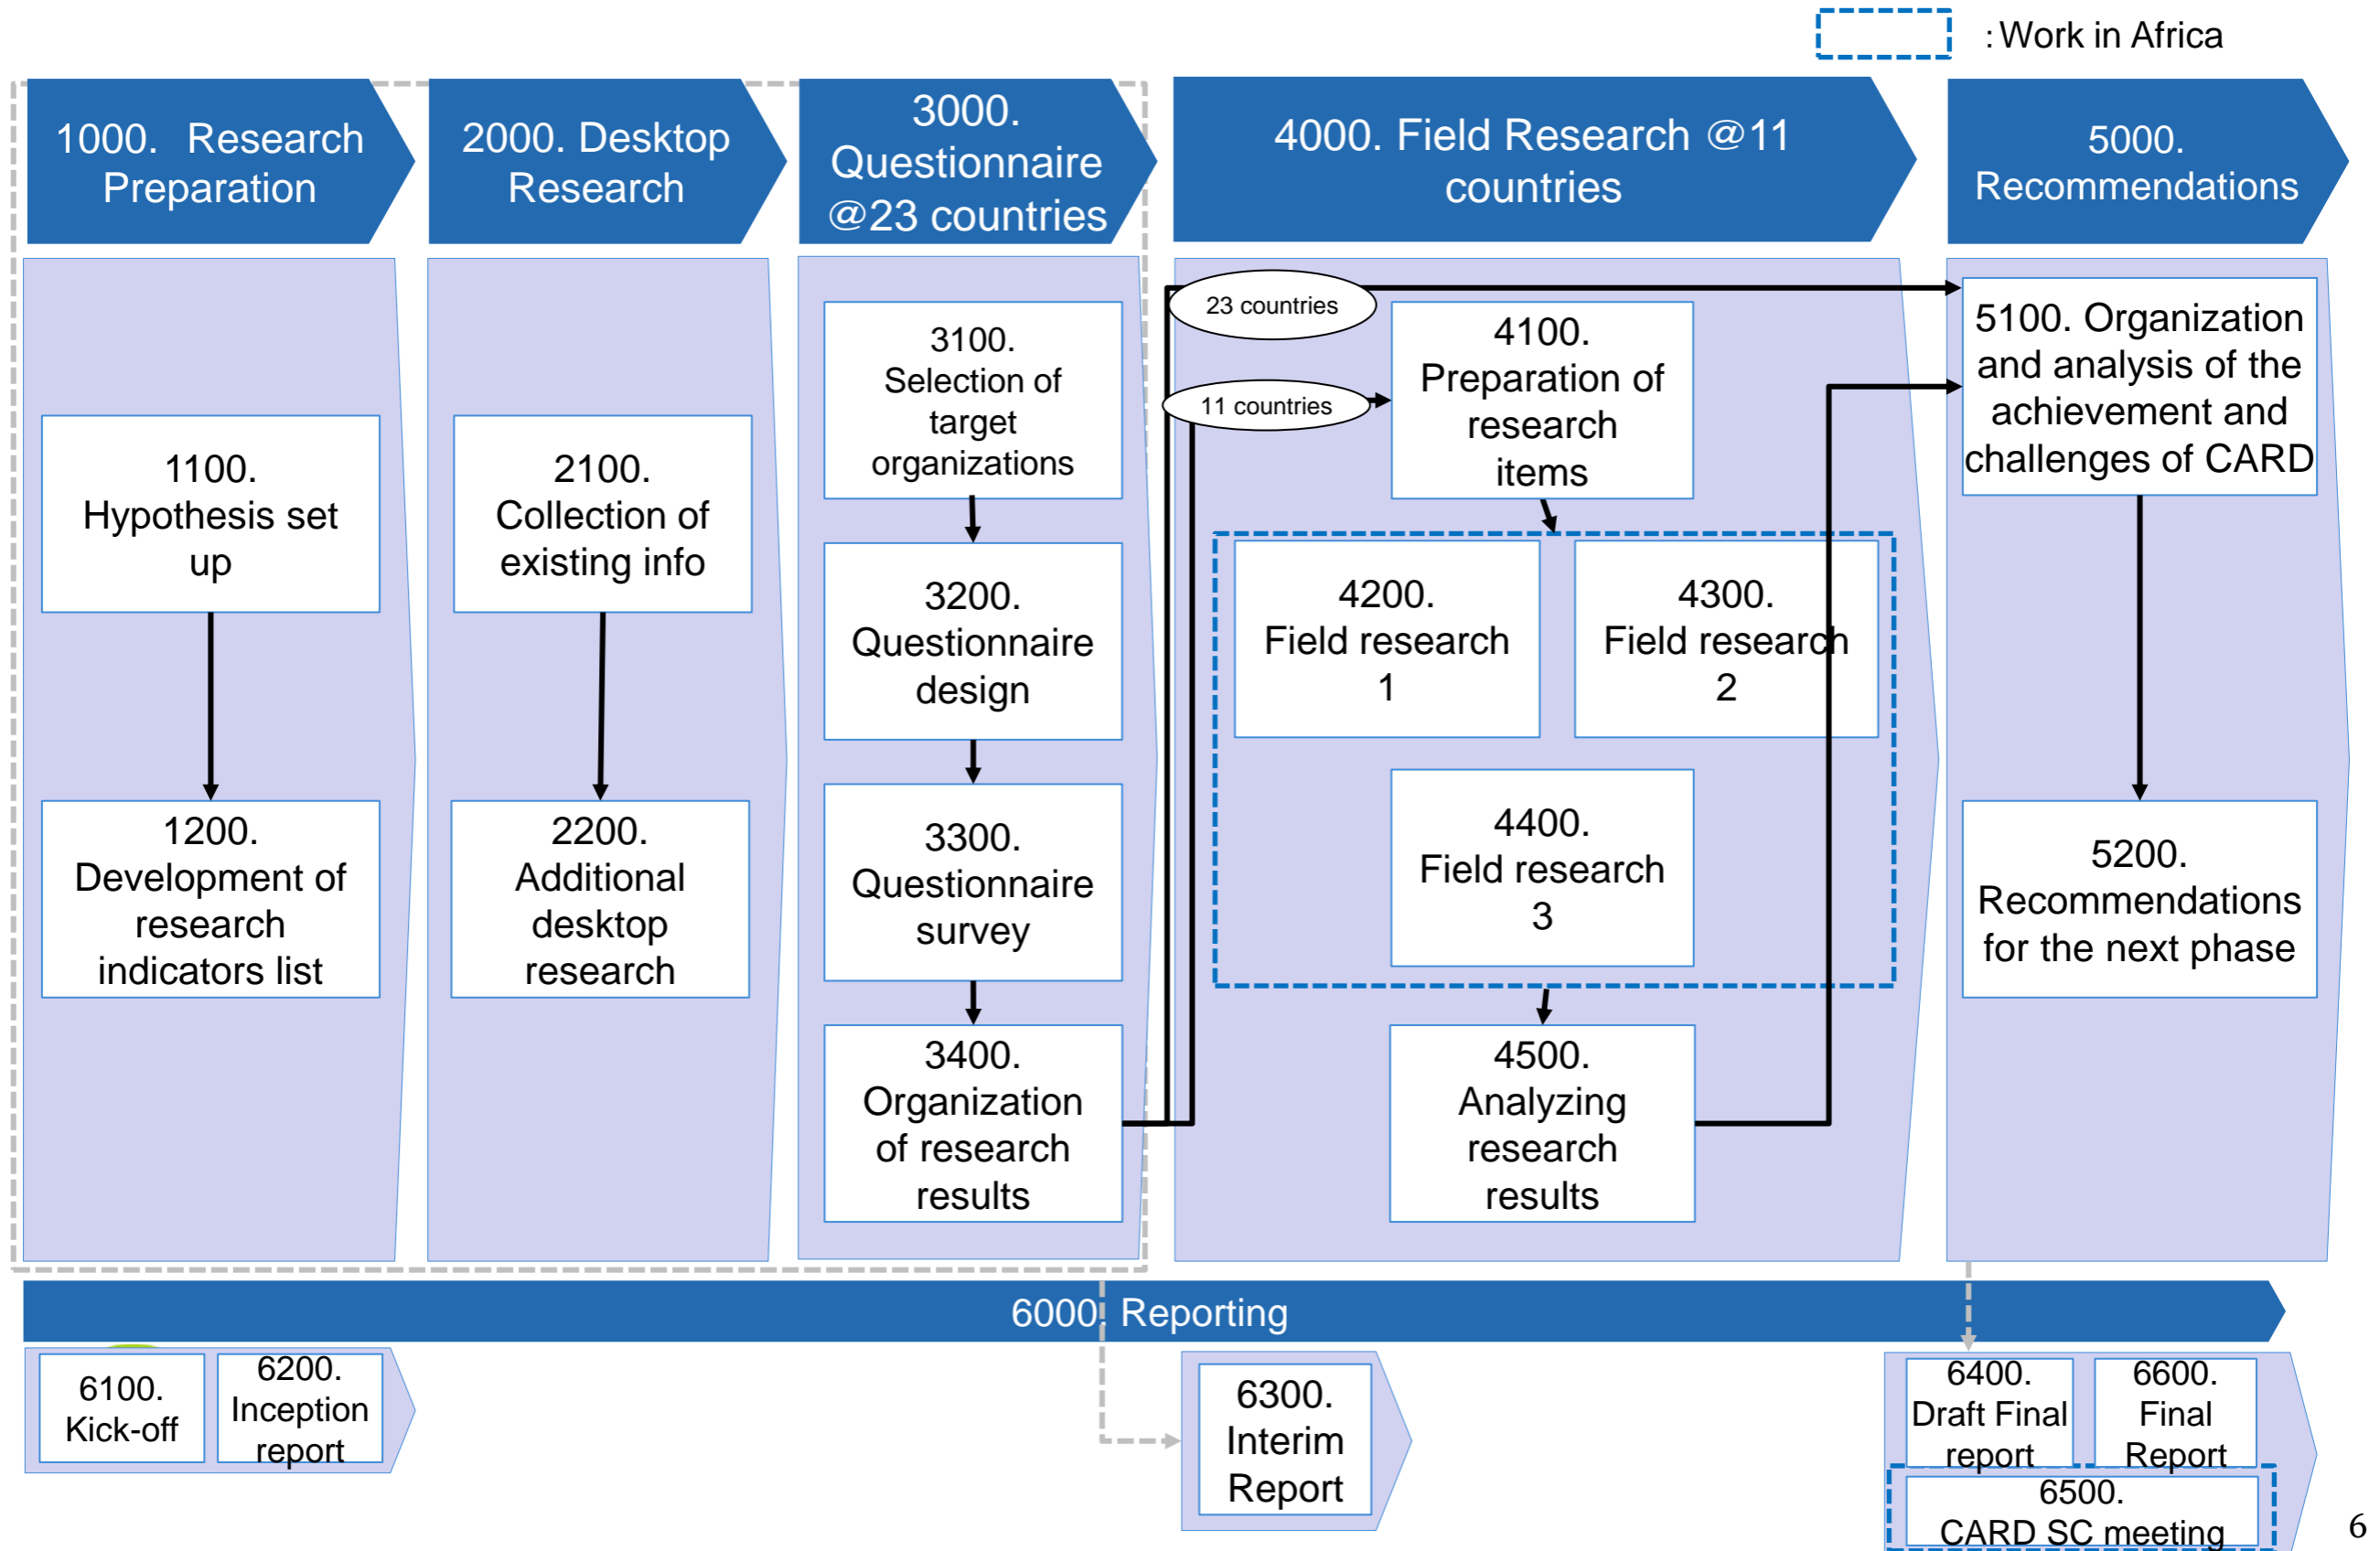 : Work in Africa
1000. Research
Preparation
2000. Desktop
Research
3000.
Questionnaire
@23 countries
4000. Field Research @11
countries
5000.
Recommendations
1100.
Hypothesis set
up
1200.
Development of
research
indicators list
2100.
Collection of
existing info
2200.
Additional
desktop
research
3100.
Selection of
target
organizations
3200.
Questionnaire
design
3300.
Questionnaire
survey
3400.
Organization
of research
results
23 countries
11 countries
4100.
Preparation of
research
items
4200.
Field research
1
4300.
Field research
2
4400.
Field research
3
4500.
Analyzing
research
results
5100. Organization
and analysis of the
achievement and
challenges of CARD
5200.
Recommendations
for the next phase
6000. Reporting
6100.
Kick-off
6200.
Inception
report
6300.
Interim
Report
6400.
Draft Final
report
6600.
Final
Report
6500.
CARD SC meeting
6